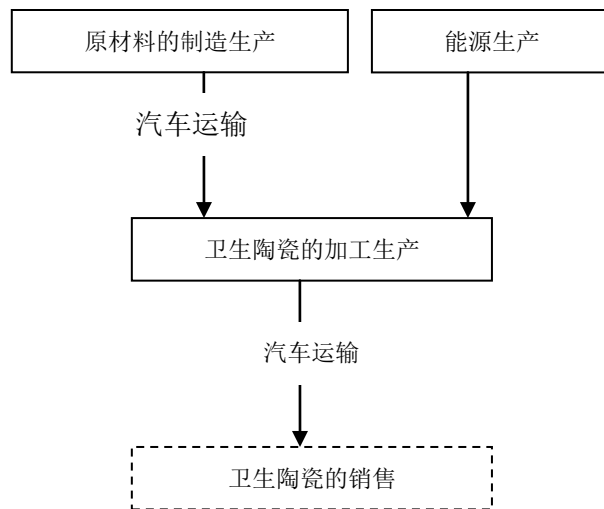 原材料的制造生产
能源生产
汽车运输
卫生陶瓷的加工生产
汽车运输
卫生陶瓷的销售